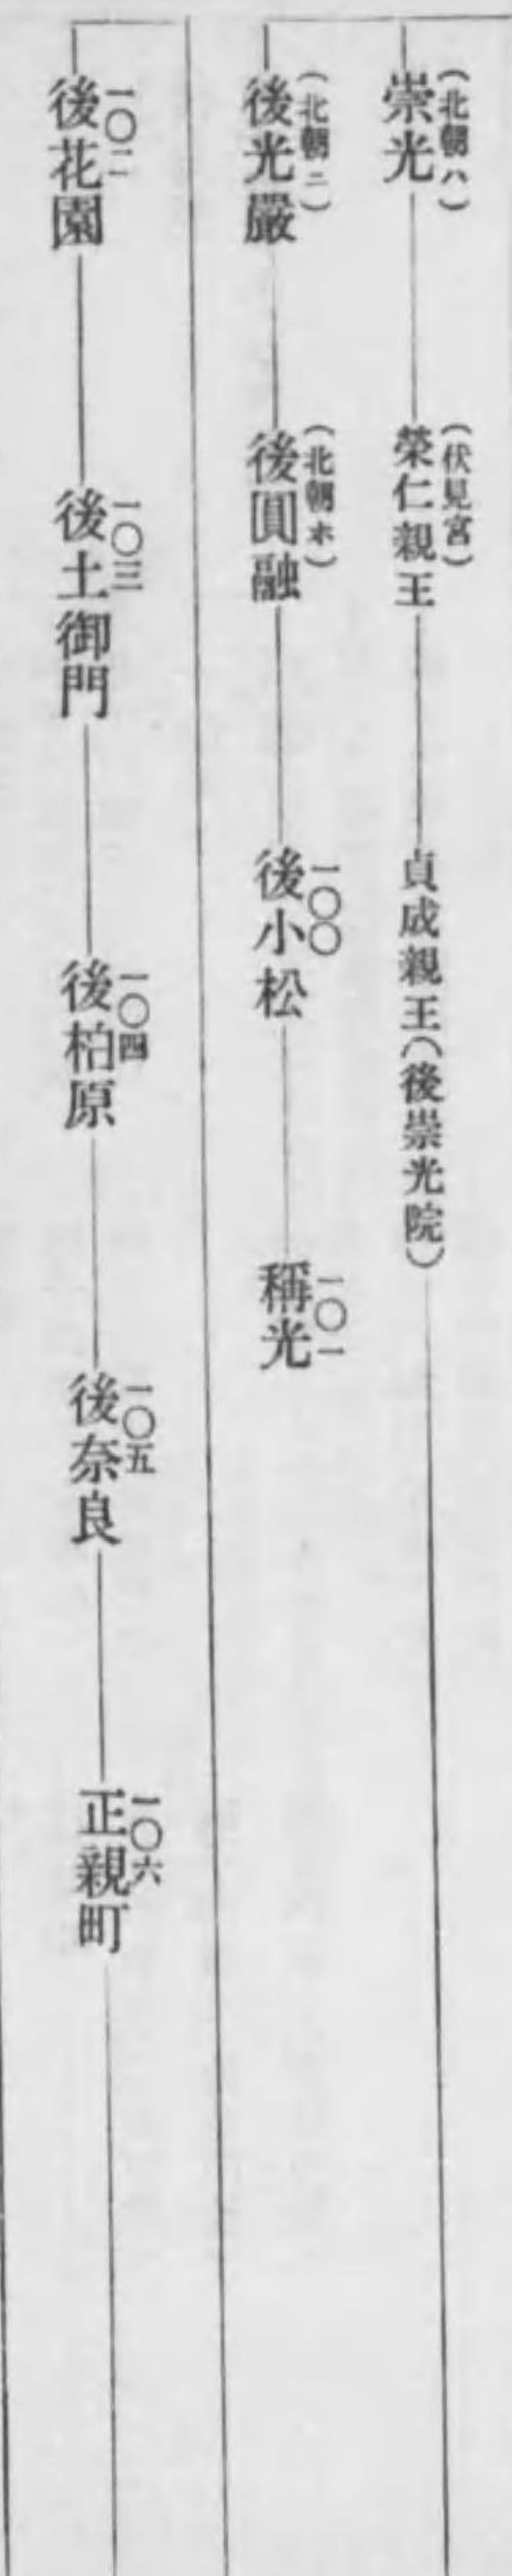 (北朝八)
崇光
(伏見宮)
榮仁親王
貞成親王(後崇光院)
(北朝二)
後光嚴
(北朝末)
後圓融
一〇〇
後小松
一〇一
稱光
一〇二
後花園
一〇三
後土御門
一〇四
後柏原
一〇五
後奈良
一〇六
正親町